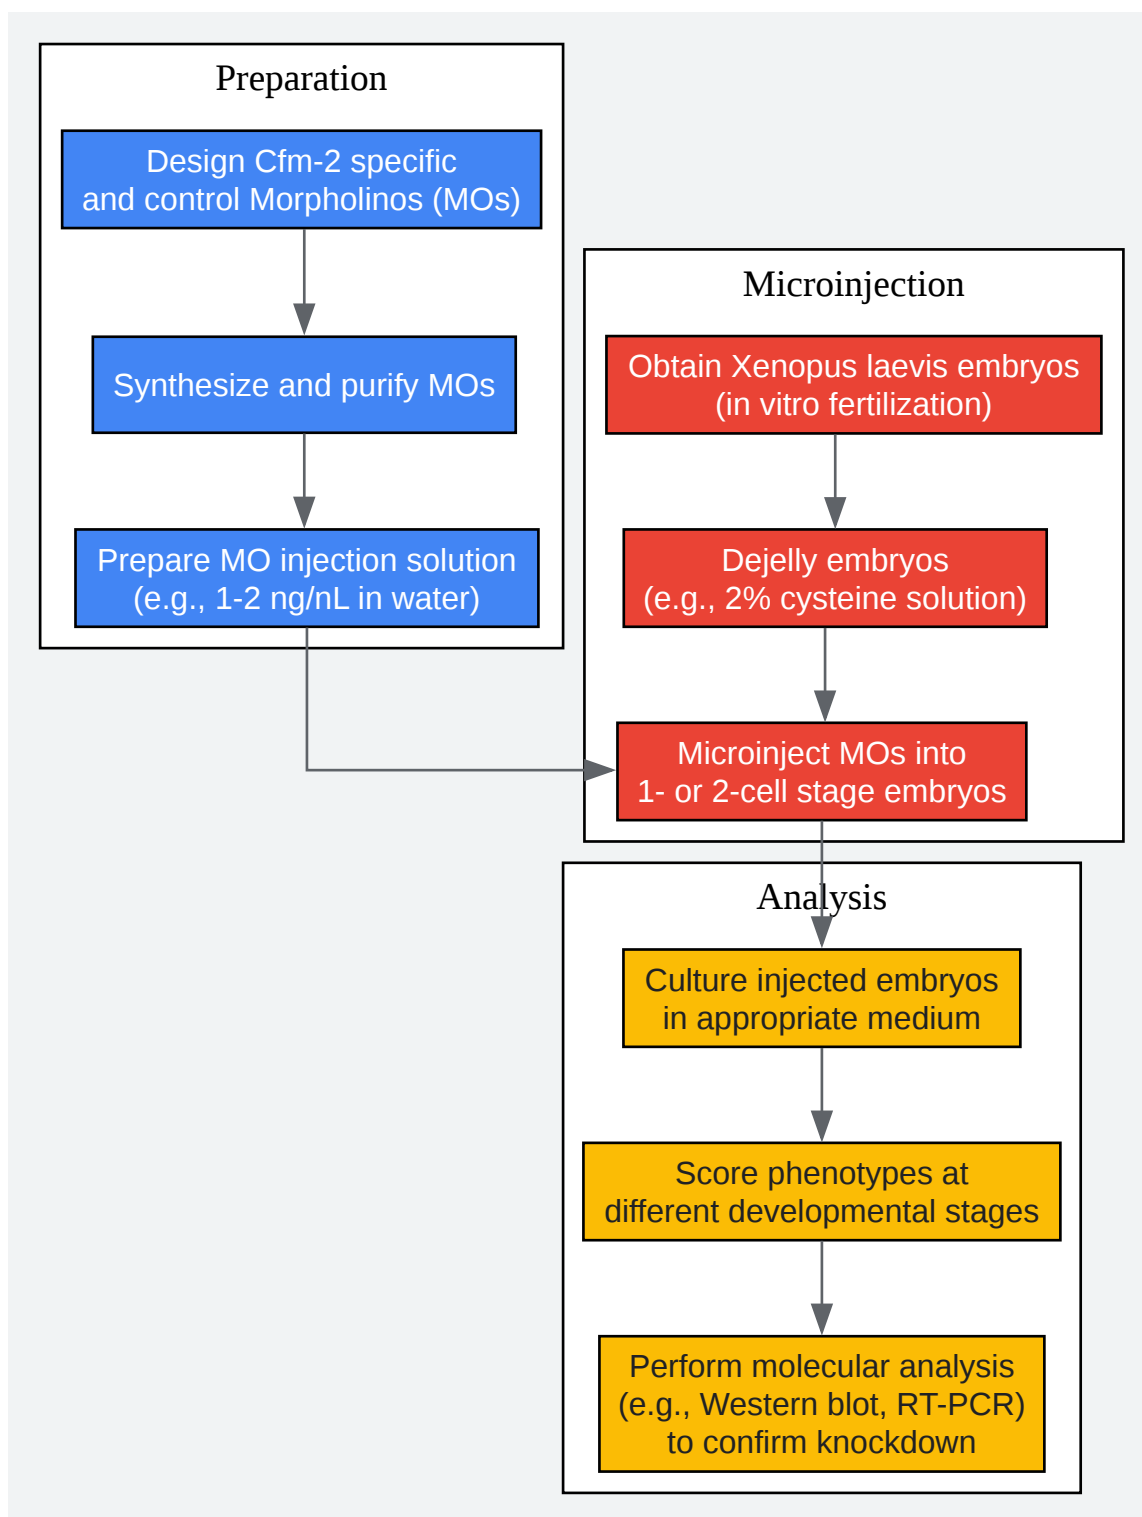 Preparation
Design Cfm-2 specific
and control Morpholinos (MOs)
Synthesize and purify MOs
Prepare MO injection solution
(e.g., 1-2 ng/nL in water)
Microinjection
Obtain Xenopus laevis embryos
(in vitro fertilization)
Dejelly embryos
(e.g., 2% cysteine solution)
Microinject MOs into
1- or 2-cell stage embryos
Analysis
Culture injected embryos
in appropriate medium
Score phenotypes at
different developmental stages
Perform molecular analysis
(e.g., Western blot, RT-PCR)
to confirm knockdown